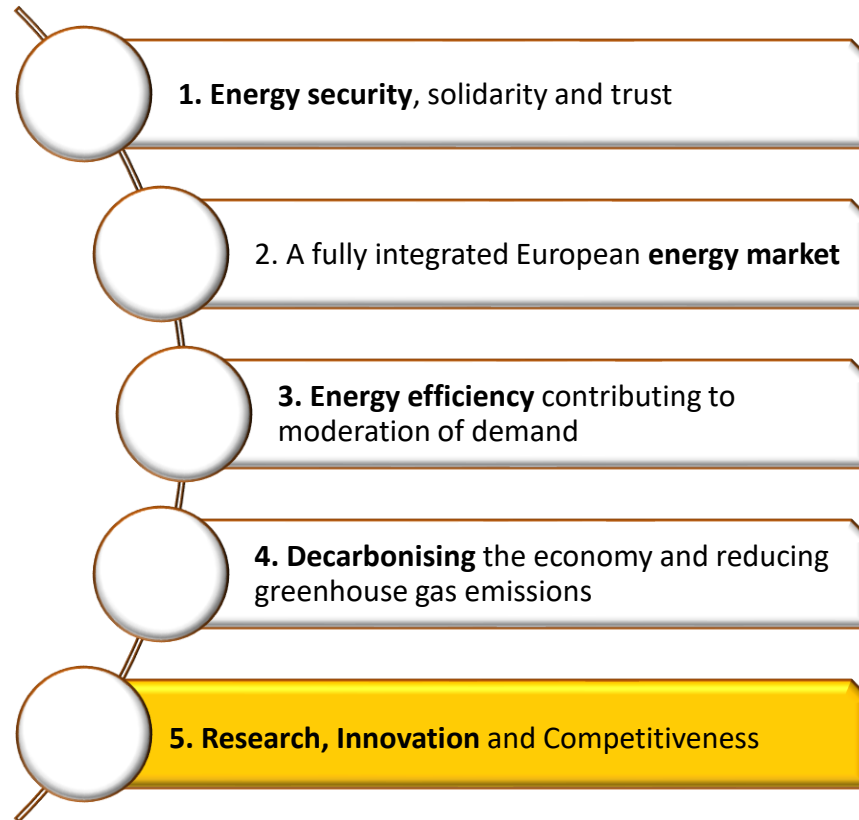 1. Energy security, solidarity and trust
2. A fully integrated European energy market
3. Energy efficiency contributing to
moderation of demand
4. Decarbonising the economy and reducing
greenhouse gas emissions
5. Research, Innovation and Competitiveness